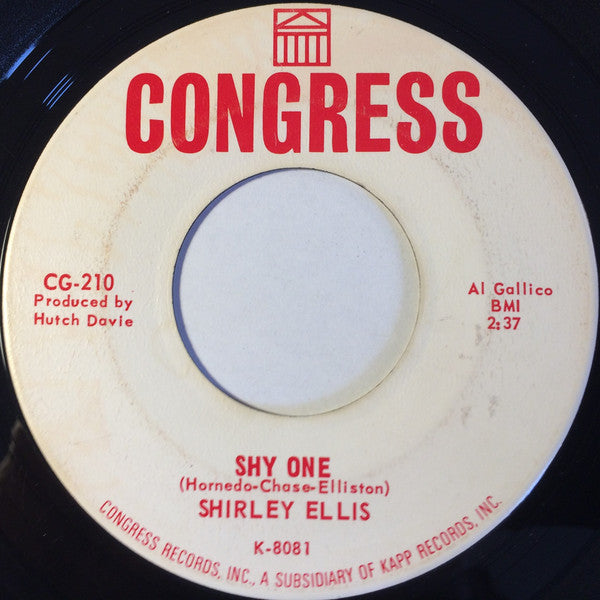 CONGRESS
CG-210
Produced by
Hutch Davie
Al Gallico
BMI
2:37
SHY ONE
(Hornedo-Chase-Elliston)
SHIRLEY ELLIS
K-8081
CONGRESS RECORDS, INC., A SUBSIDIARY OF KAPP RECORDS, INC.